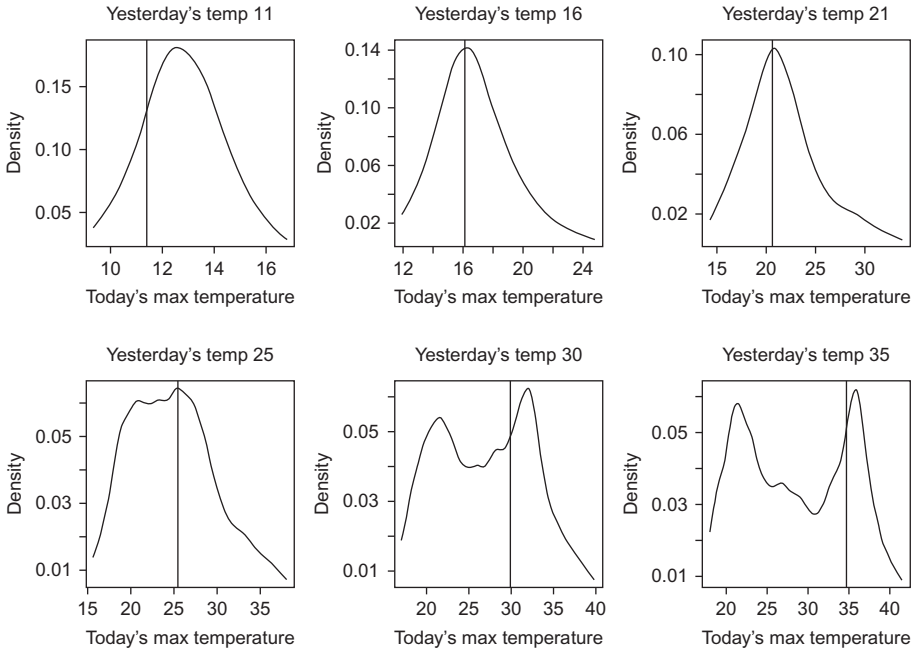 Yesterday's temp 11
Yesterday's temp 16
Yesterday's temp 21
Density
0.15
0.10
0.05
10 12 14 16
Today's max temperature
Density
0.14
0.10
0.06
0.02
12 16 20 24
Today's max temperature
Density
0.10
0.06
0.02
15 20 25 30
Today's max temperature
Yesterday's temp 25
Yesterday's temp 30
Yesterday's temp 35
Density
0.05
0.03
0.01
15 20 25 30 35
Today's max temperature
Density
0.05
0.03
0.01
20 25 30 35 40
Today's max temperature
Density
0.05
0.03
0.01
20 25 30 35 40
Today's max temperature